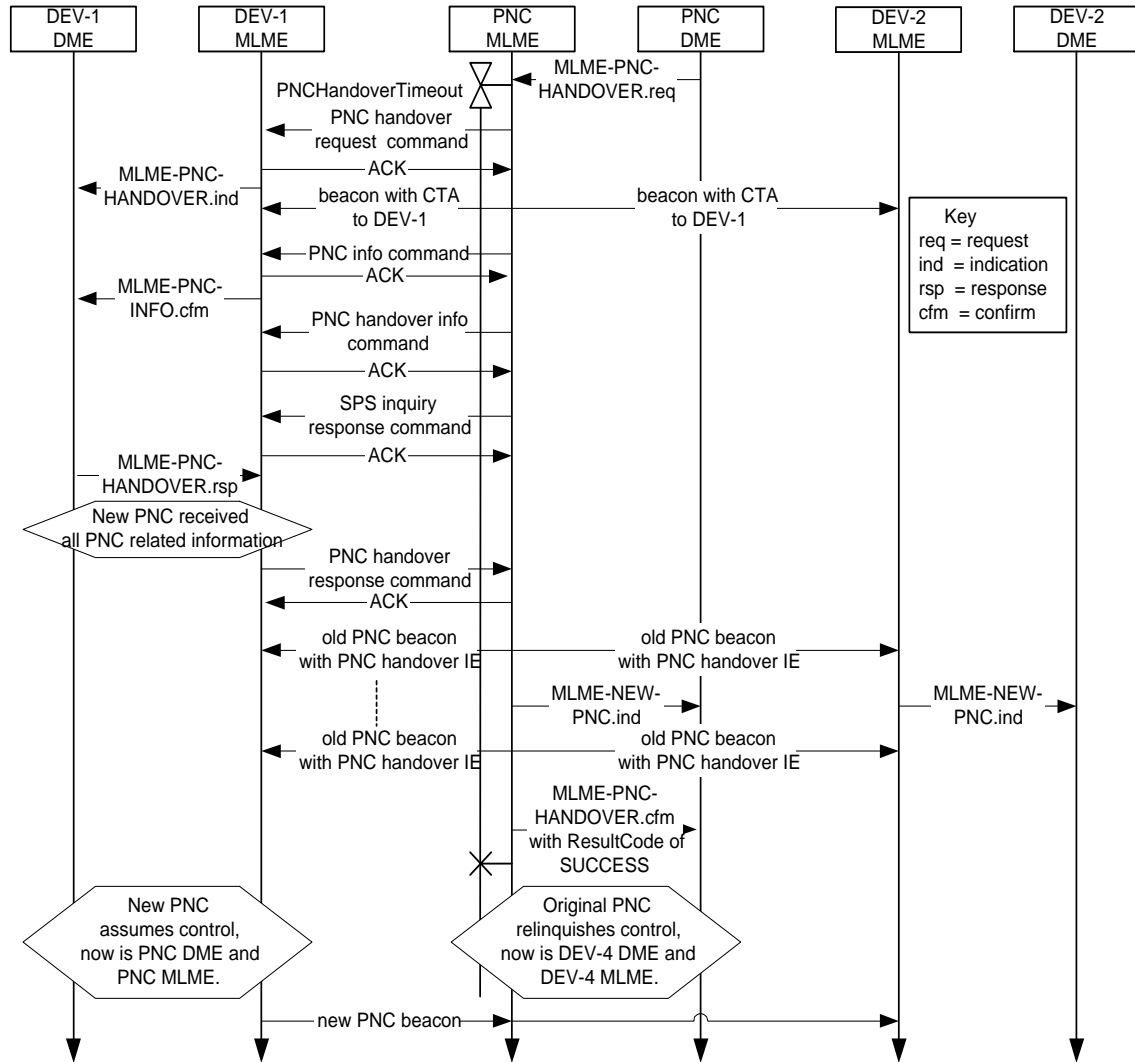 DEV-1
DME
DEV-1
MLME
PNC
MLME
PNC
DME
DEV-2
MLME
DEV-2
DME
MLME-PNC-
HANDOVER.req
PNCHandoverTimeout
PNC handover
request command
ACK
MLME-PNC-
HANDOVER.ind
beacon with CTA
to DEV-1
beacon with CTA
to DEV-1
Key
req = request
ind = indication
rsp = response
cfm = confirm
PNC info command
ACK
MLME-PNC-
INFO.cfm
PNC handover info
command
ACK
SPS inquiry
response command
ACK
MLME-PNC-
HANDOVER.rsp
New PNC received
all PNC related information
PNC handover
response command
ACK
old PNC beacon
with PNC handover IE
old PNC beacon
with PNC handover IE
MLME-NEW-
PNC.ind
MLME-NEW-
PNC.ind
old PNC beacon
with PNC handover IE
old PNC beacon
with PNC handover IE
MLME-PNC-
HANDOVER.cfm
with ResultCode of
SUCCESS
New PNC
assumes control,
now is PNC DME and
PNC MLME.
Original PNC
relinquishes control,
now is DEV-4 DME and
DEV-4 MLME.
new PNC beacon